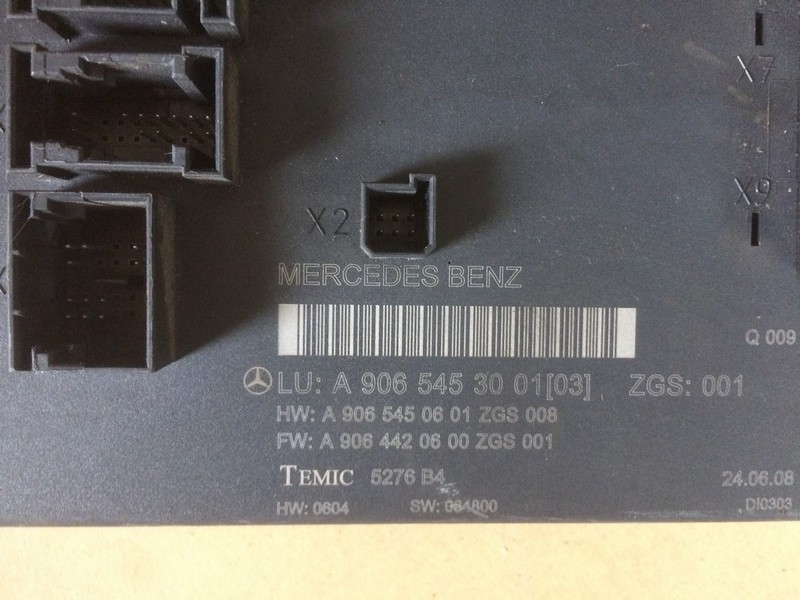 X7
X9
X2
MERCEDES BENZ
Q 009
LU: A 906 545 30 01[03] ZGS: 001
HW: A 906 545 06 01 ZGS 008
FW: A 906 442 06 00 ZGS 001
TEMIC 5276 B4 24.06.08
HW: 0604 SW: 084800 DI0303